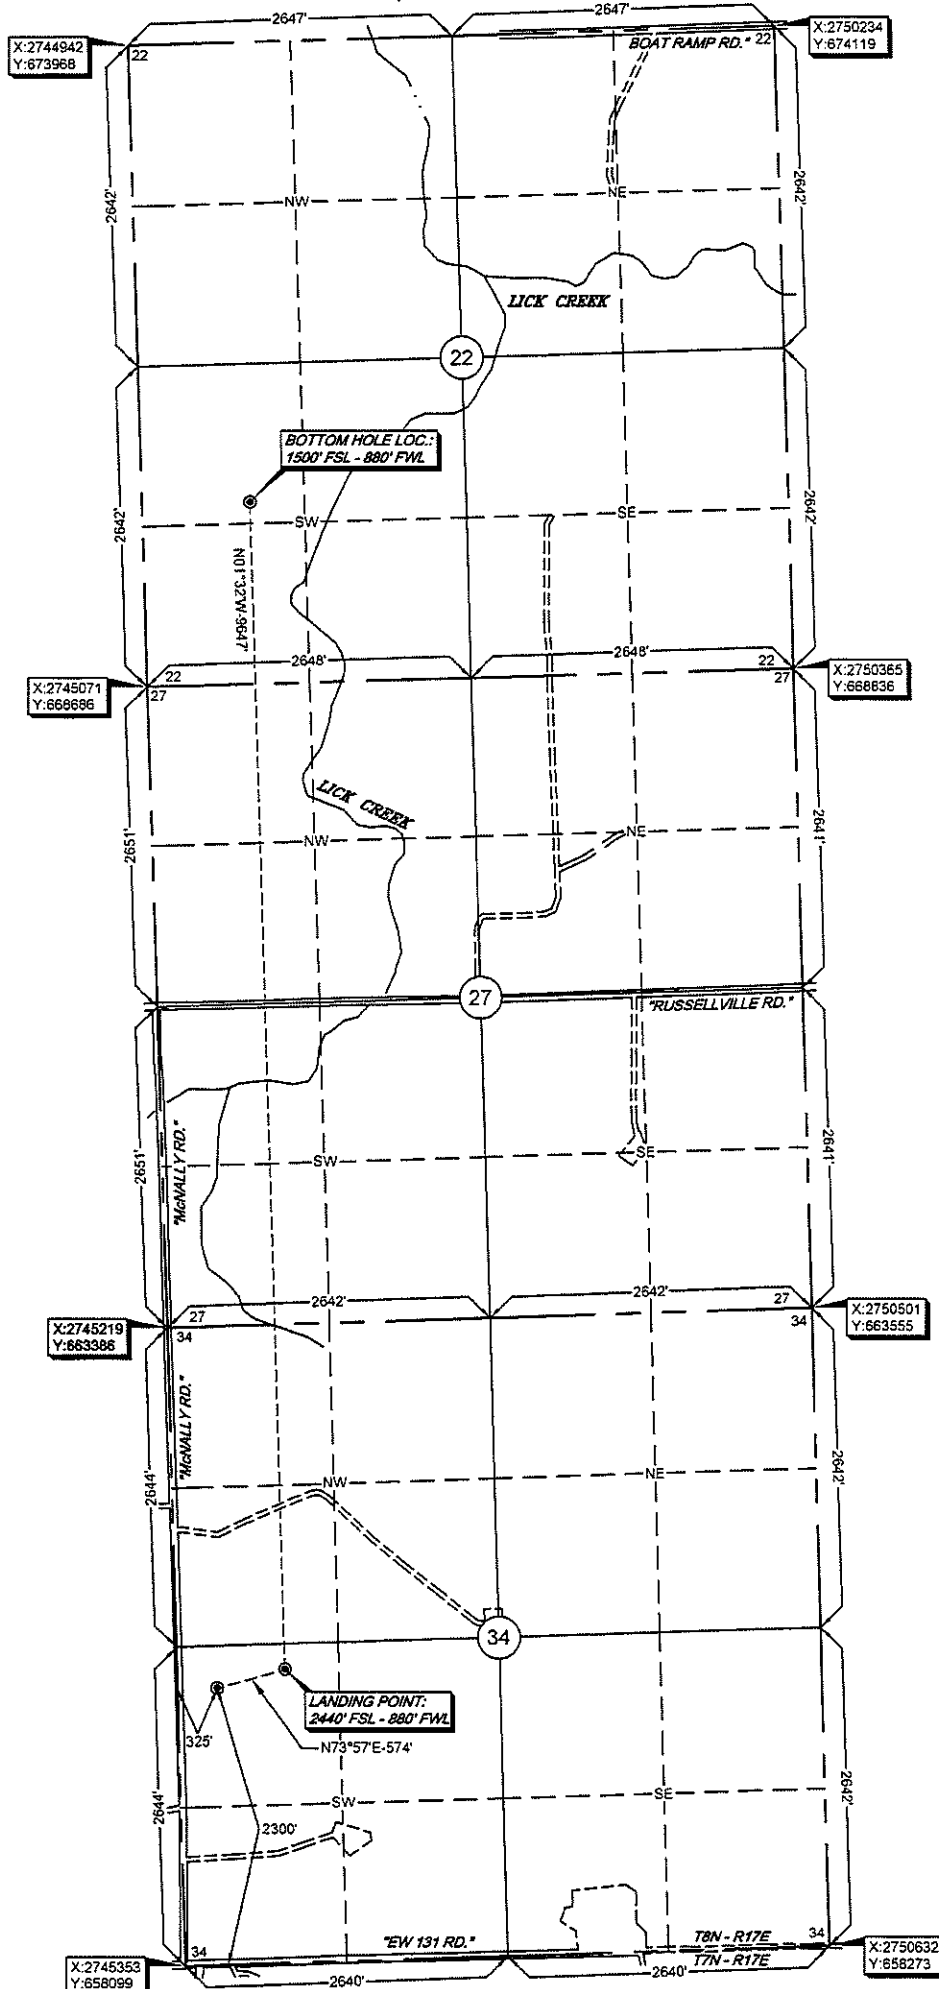 2647'
2647'
X:2744942
Y:673968
22
BOAT RAMP RD."
22
X:2750234
Y:674119
2642'
NW
NE
2642'
LICK CREEK
22
BOTTOM HOLE LOC.:
1500' FSL - 880' FWL
2642'
SW
SE
2642'
N01°32'W-9647'
2648'
2648'
X:2745071
Y:668686
22
27
22
27
X:2750365
Y:668836
LICK CREEK
2651'
NW
NE
2641'
27
"RUSSELLVILLE RD."
"McNALLY RD."
2651'
SW
SE
2641'
2642'
2642'
X:2745219
Y:663386
27
34
27
34
X:2750501
Y:663555
"McNALLY RD."
2644'
NW
NE
2642'
34
LANDING POINT:
2440' FSL - 880' FWL
325'
N73°57'E-574'
2644'
SW
SE
2642'
2300'
34
"EW 131 RD."
T8N - R17E
T7N - R17E
34
X:2745353
Y:658099
2640'
2640'
X:2750632
Y:658273